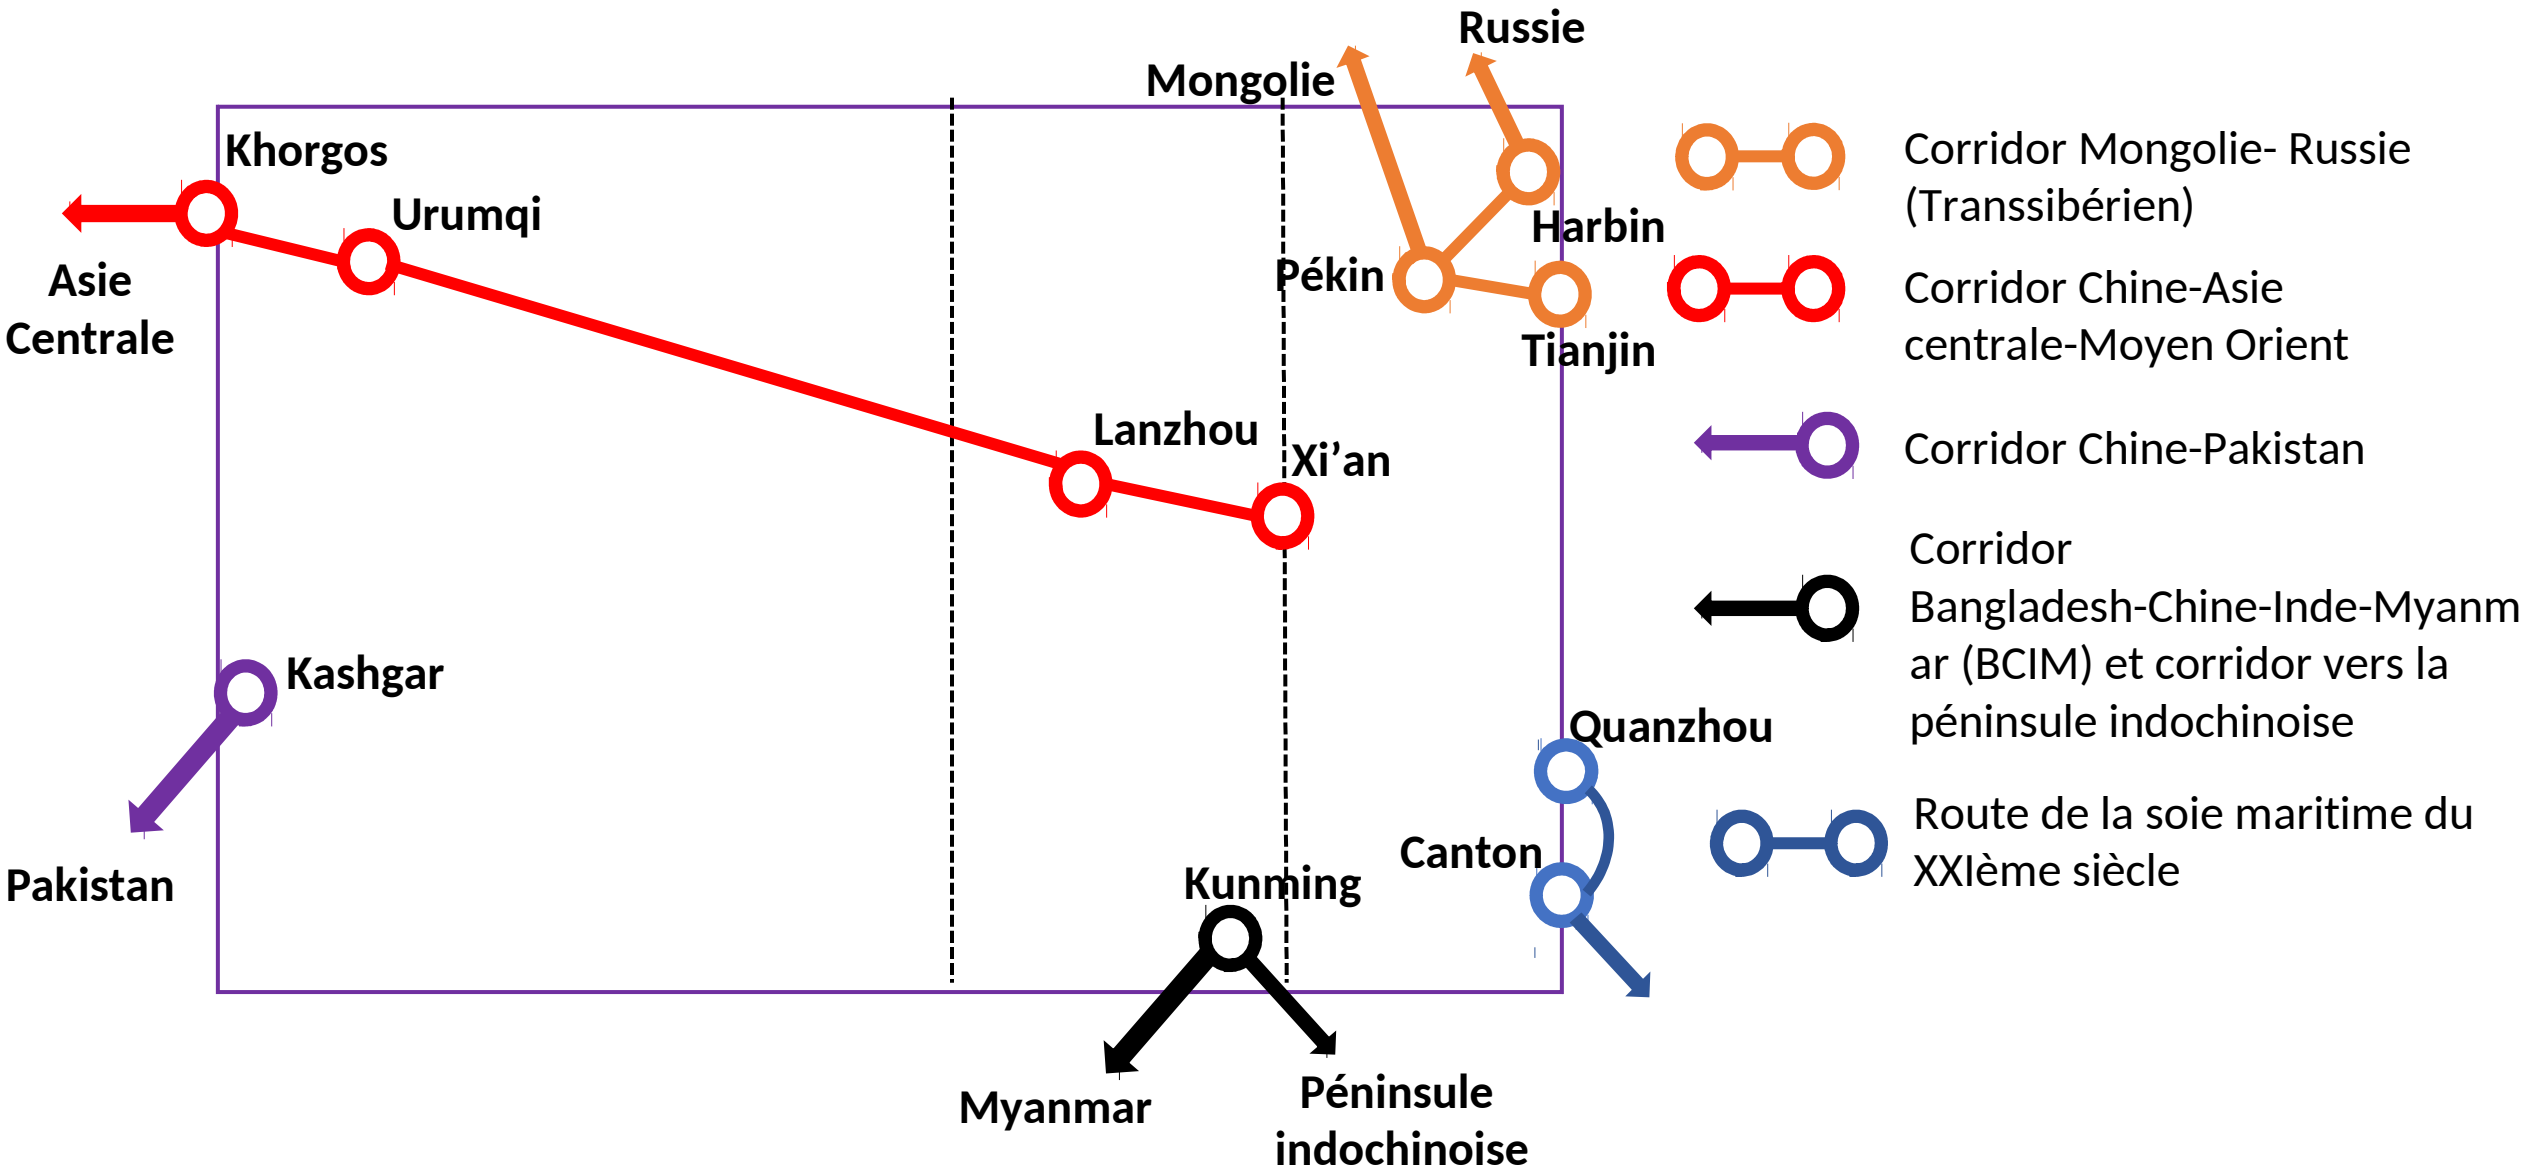 Russie
Mongolie
Khorgos
Urumqi
Asie
Centrale
Harbin
Pékin
Tianjin
Lanzhou
Xi’an
Kashgar
Pakistan
Quanzhou
Canton
Kunming
Myanmar
Péninsule
indochinoise
Corridor Mongolie- Russie
(Transsibérien)
Corridor Chine-Asie
centrale-Moyen Orient
Corridor Chine-Pakistan
Corridor
Bangladesh-Chine-Inde-Myanm
ar (BCIM) et corridor vers la
péninsule indochinoise
Route de la soie maritime du
XXIème siècle